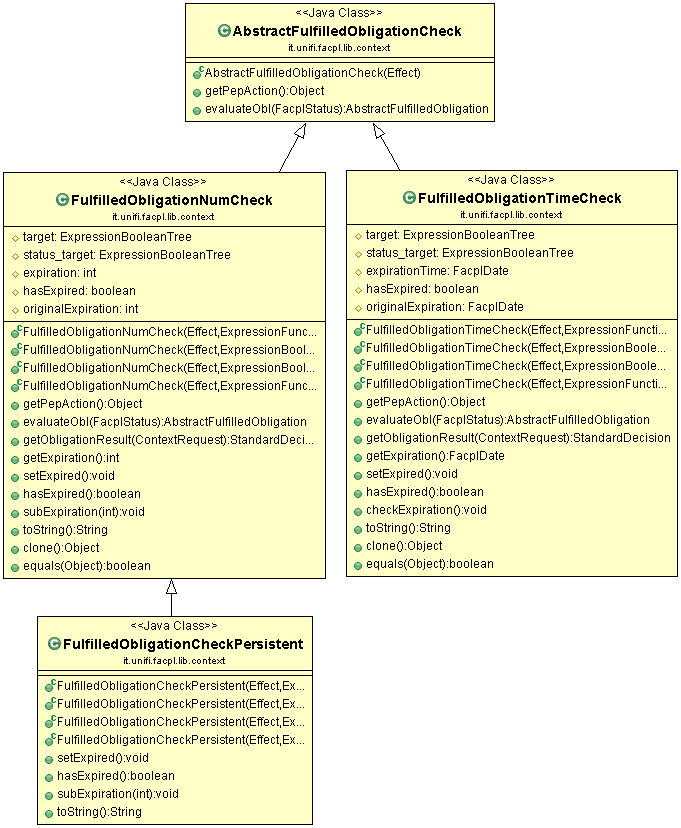 <<Java Class>>
AbstractFulfilledObligationCheck
it.unifi.facpl.lib.context
AbstractFulfilledObligationCheck(Effect)
getPepAction():Object
evaluateObl(FacplStatus):AbstractFulfilledObligation
<<Java Class>>
FulfilledObligationNumCheck
it.unifi.facpl.lib.context
target: ExpressionBooleanTree
status_target: ExpressionBooleanTree
expiration: int
hasExpired: boolean
originalExpiration: int
FulfilledObligationNumCheck(Effect,ExpressionFunc...
FulfilledObligationNumCheck(Effect,ExpressionBool...
FulfilledObligationNumCheck(Effect,ExpressionBool...
FulfilledObligationNumCheck(Effect,ExpressionFunc...
getPepAction():Object
evaluateObl(FacplStatus):AbstractFulfilledObligation
getObligationResult(ContextRequest):StandardDeci...
getExpiration():int
setExpired():void
hasExpired():boolean
subExpiration(int):void
toString():String
clone():Object
equals(Object):boolean
<<Java Class>>
FulfilledObligationTimeCheck
it.unifi.facpl.lib.context
target: ExpressionBooleanTree
status_target: ExpressionBooleanTree
expirationTime: FacplDate
hasExpired: boolean
originalExpiration: FacplDate
FulfilledObligationTimeCheck(Effect,ExpressionFuncti...
FulfilledObligationTimeCheck(Effect,ExpressionBoole...
FulfilledObligationTimeCheck(Effect,ExpressionBoole...
FulfilledObligationTimeCheck(Effect,ExpressionFuncti...
getPepAction():Object
evaluateObl(FacplStatus):AbstractFulfilledObligation
getObligationResult(ContextRequest):StandardDecision
getExpiration():FacplDate
setExpired():void
hasExpired():boolean
checkExpiration():void
toString():String
clone():Object
equals(Object):boolean
<<Java Class>>
FulfilledObligationCheckPersistent
it.unifi.facpl.lib.context
FulfilledObligationCheckPersistent(Effect,Ex...
FulfilledObligationCheckPersistent(Effect,Ex...
FulfilledObligationCheckPersistent(Effect,Ex...
FulfilledObligationCheckPersistent(Effect,Ex...
setExpired():void
hasExpired():boolean
subExpiration(int):void
toString():String